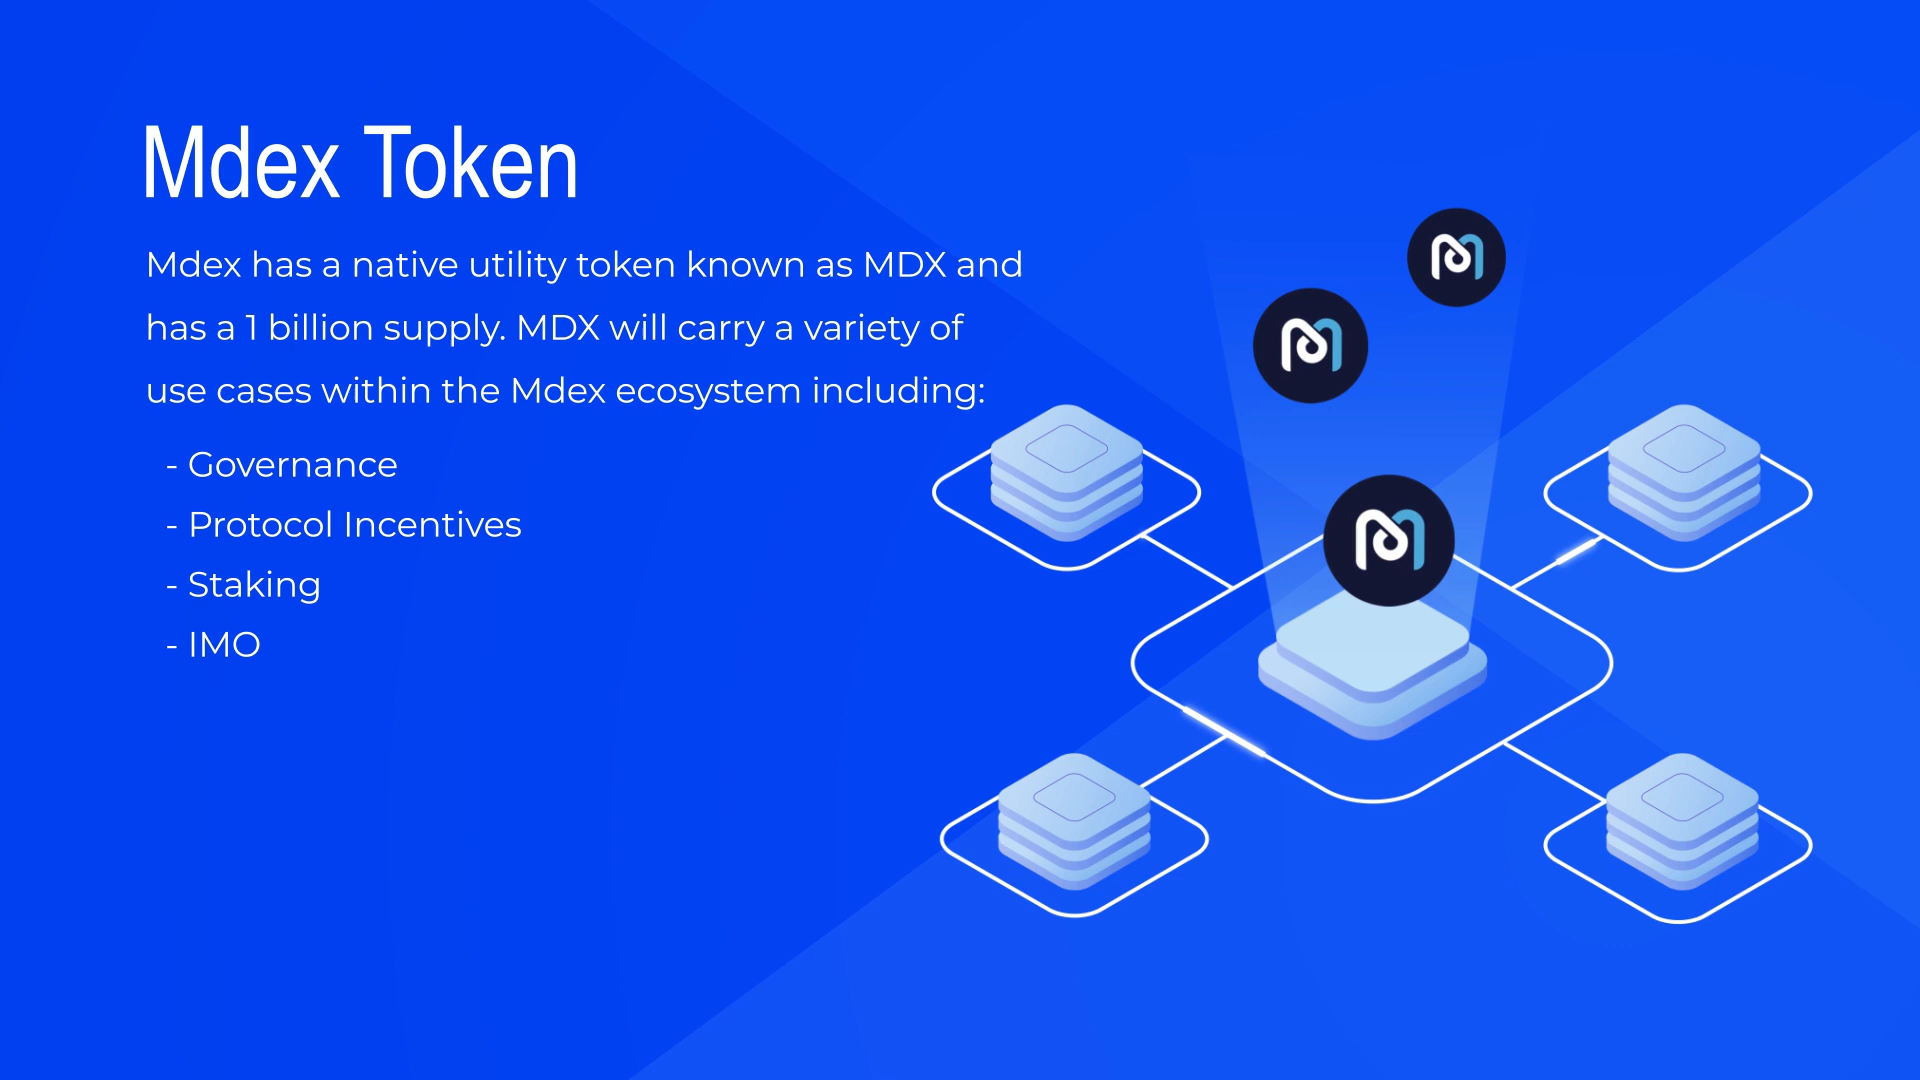 Mdex Token
Mdex has a native utility token known as MDX and
has a 1 billion supply. MDX will carry a variety of
use cases within the Mdex ecosystem including:
- Governance
- Protocol Incentives
- Staking
- IMO